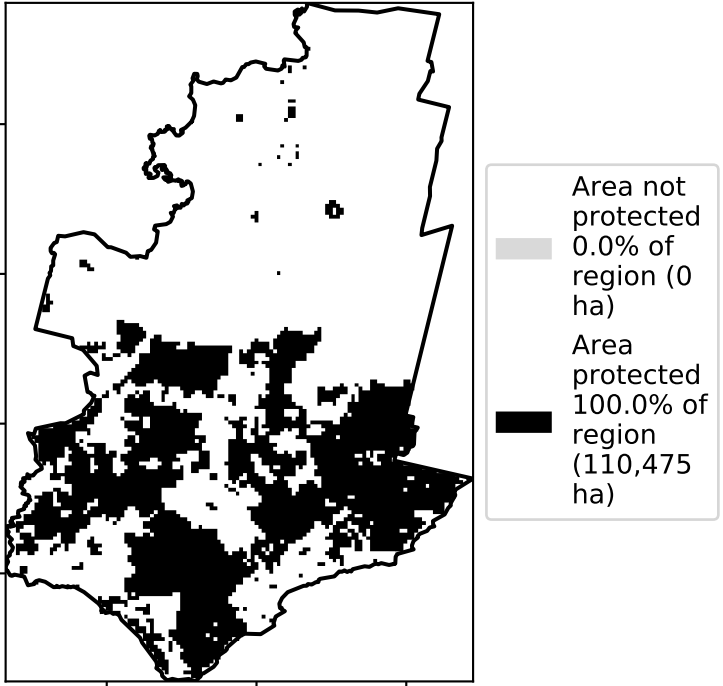 Area not
protected
0.0% of
region (0
ha)
Area
protected
100.0% of
region
(110,475
ha)